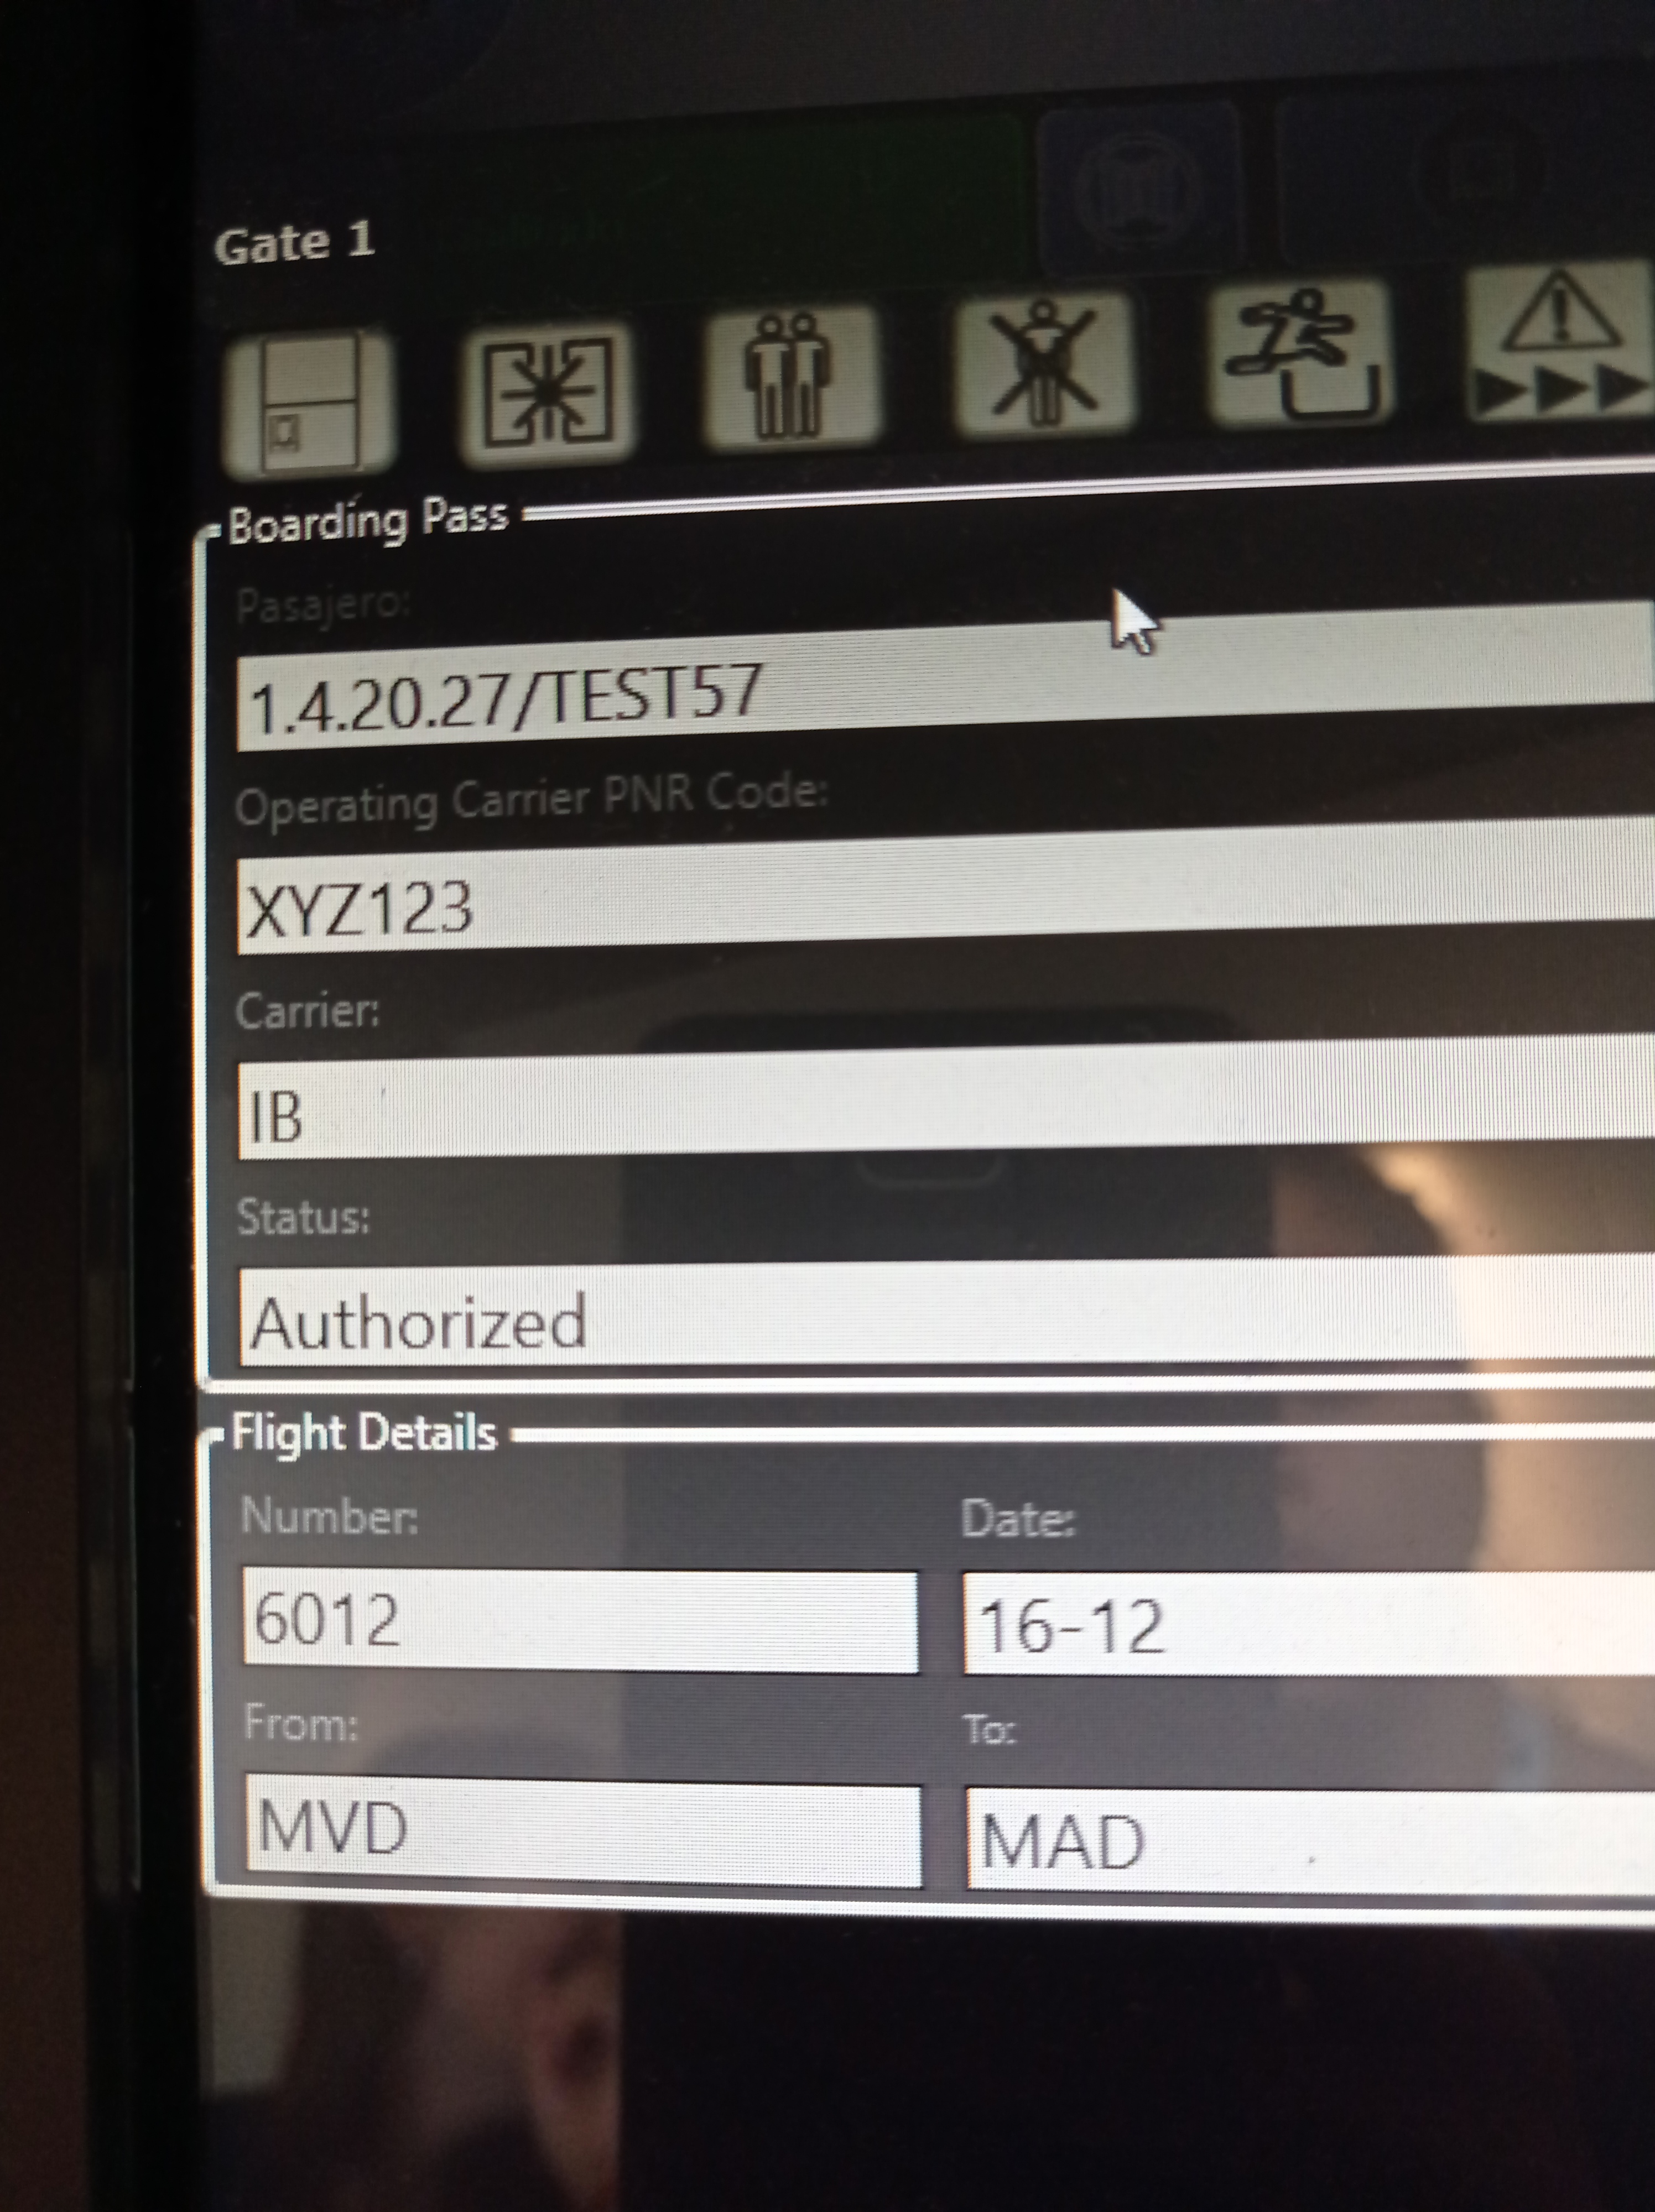 Gate 1
Boarding Pass
Pasajero:
1.4.20.27/TEST57
Operating Carrier PNR Code:
XYZ123
Carrier:
IB
Status:
Authorized
Flight Details
Number: Date:
6012 16-12
From: To:
MVD MAD